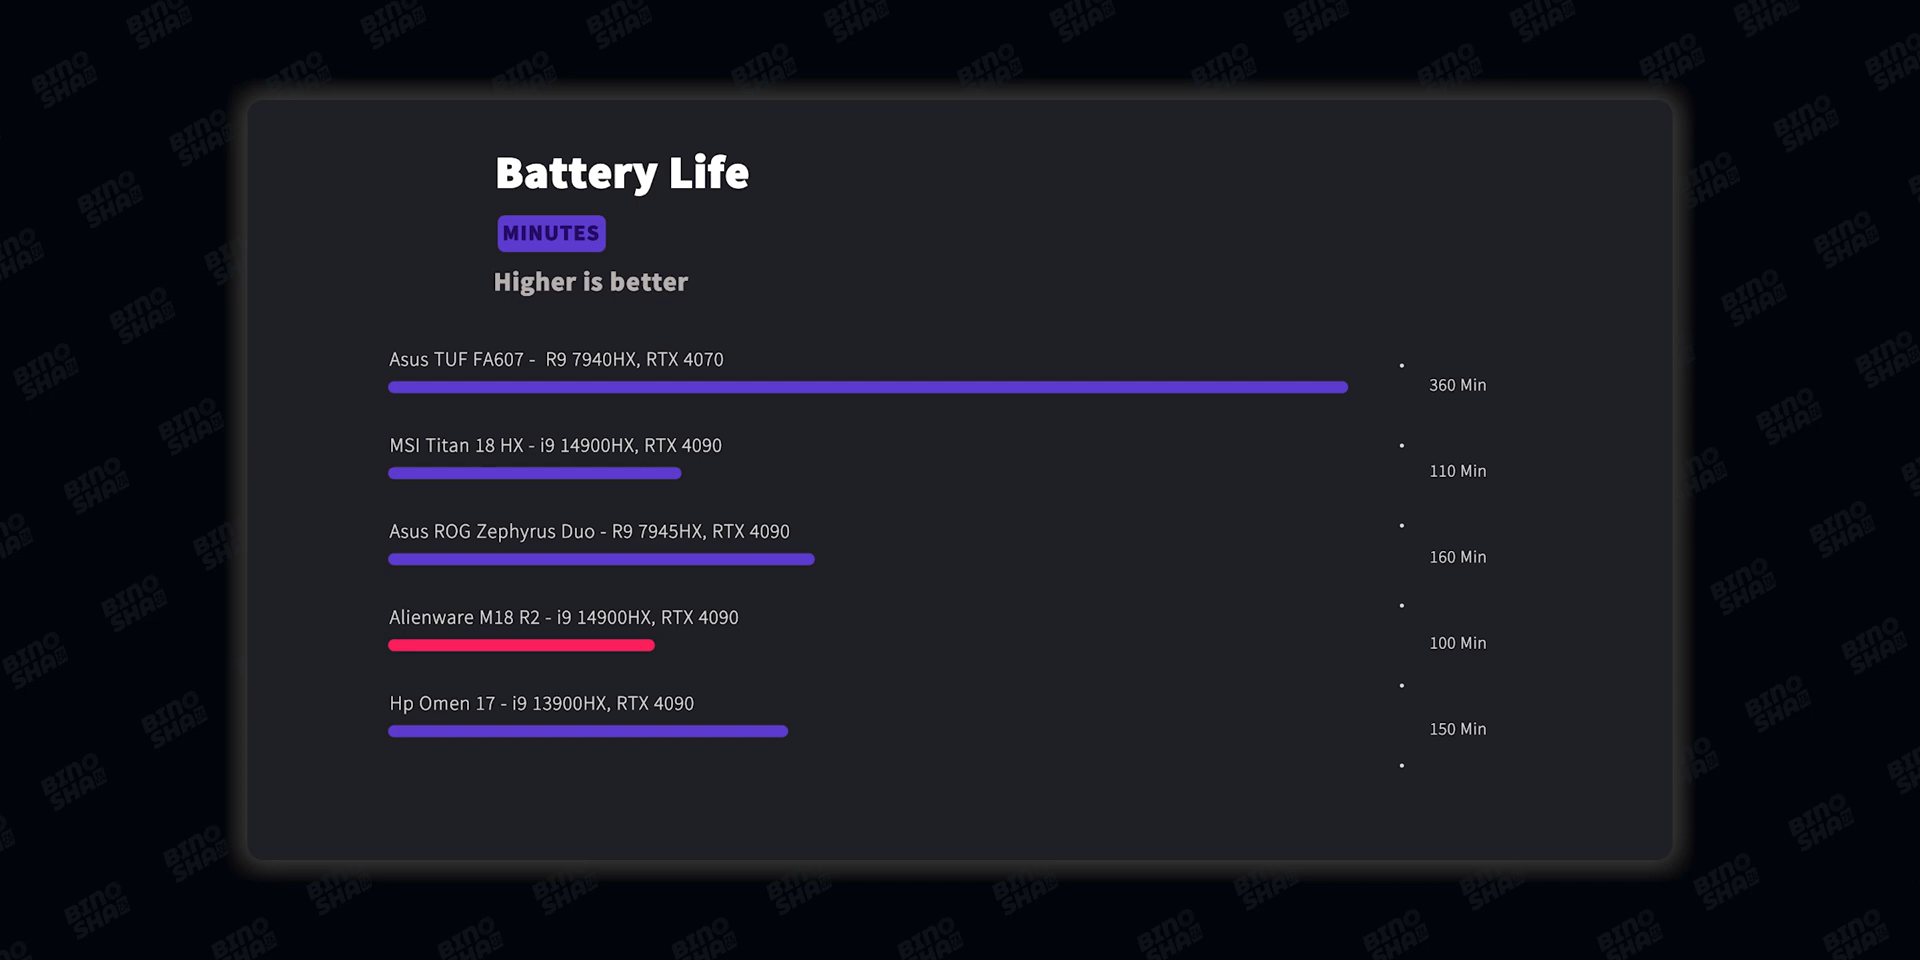 Battery Life
MINUTES
Higher is better
Asus TUF FA607 -  R9 7940HX, RTX 4070
360 Min
MSI Titan 18 HX - i9 14900HX, RTX 4090
110 Min
Asus ROG Zephyrus Duo - R9 7945HX, RTX 4090
160 Min
Alienware M18 R2 - i9 14900HX, RTX 4090
100 Min
Hp Omen 17 - i9 13900HX, RTX 4090
150 Min